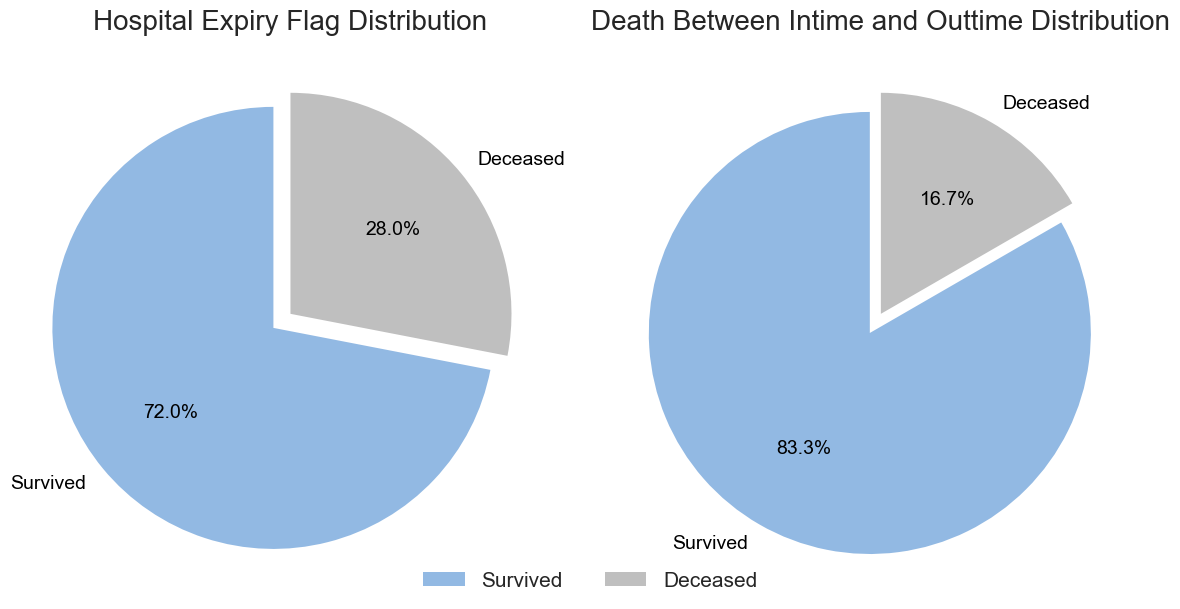 Hospital Expiry Flag Distribution
Deceased
28.0%
72.0%
Survived
Death Between Intime and Outtime Distribution
Deceased
16.7%
83.3%
Survived
Survived
Deceased